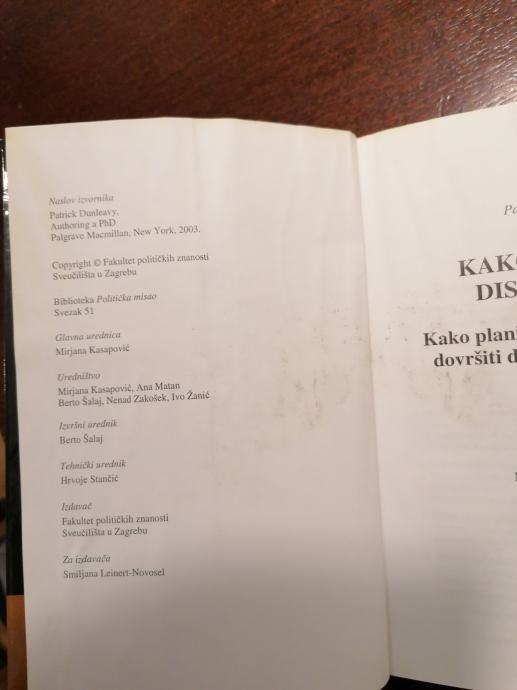 Naslov izvornika
Patrick Dunleavy,
Authoring a PhD
Palgrave Macmillan, New York, 2003.
Copyright © Fakultet političkih znanosti
Sveučilišta u Zagrebu
Biblioteka Politička misao
Svezak 51
Glavna urednica
Mirjana Kasapović
Uredništvo
Mirjana Kasapović, Ana Matan
Berto Šalaj, Nenad Zakošek, Ivo Žanić
Izvršni urednik
Berto Šalaj
Tehnički urednik
Hrvoje Stančić
Izdavač
Fakultet političkih znanosti
Sveučilišta u Zagrebu
Za izdavača
Smiljana Leinert-Novosel
Pa
KAKO
DIS
Kako plani
dovršiti d